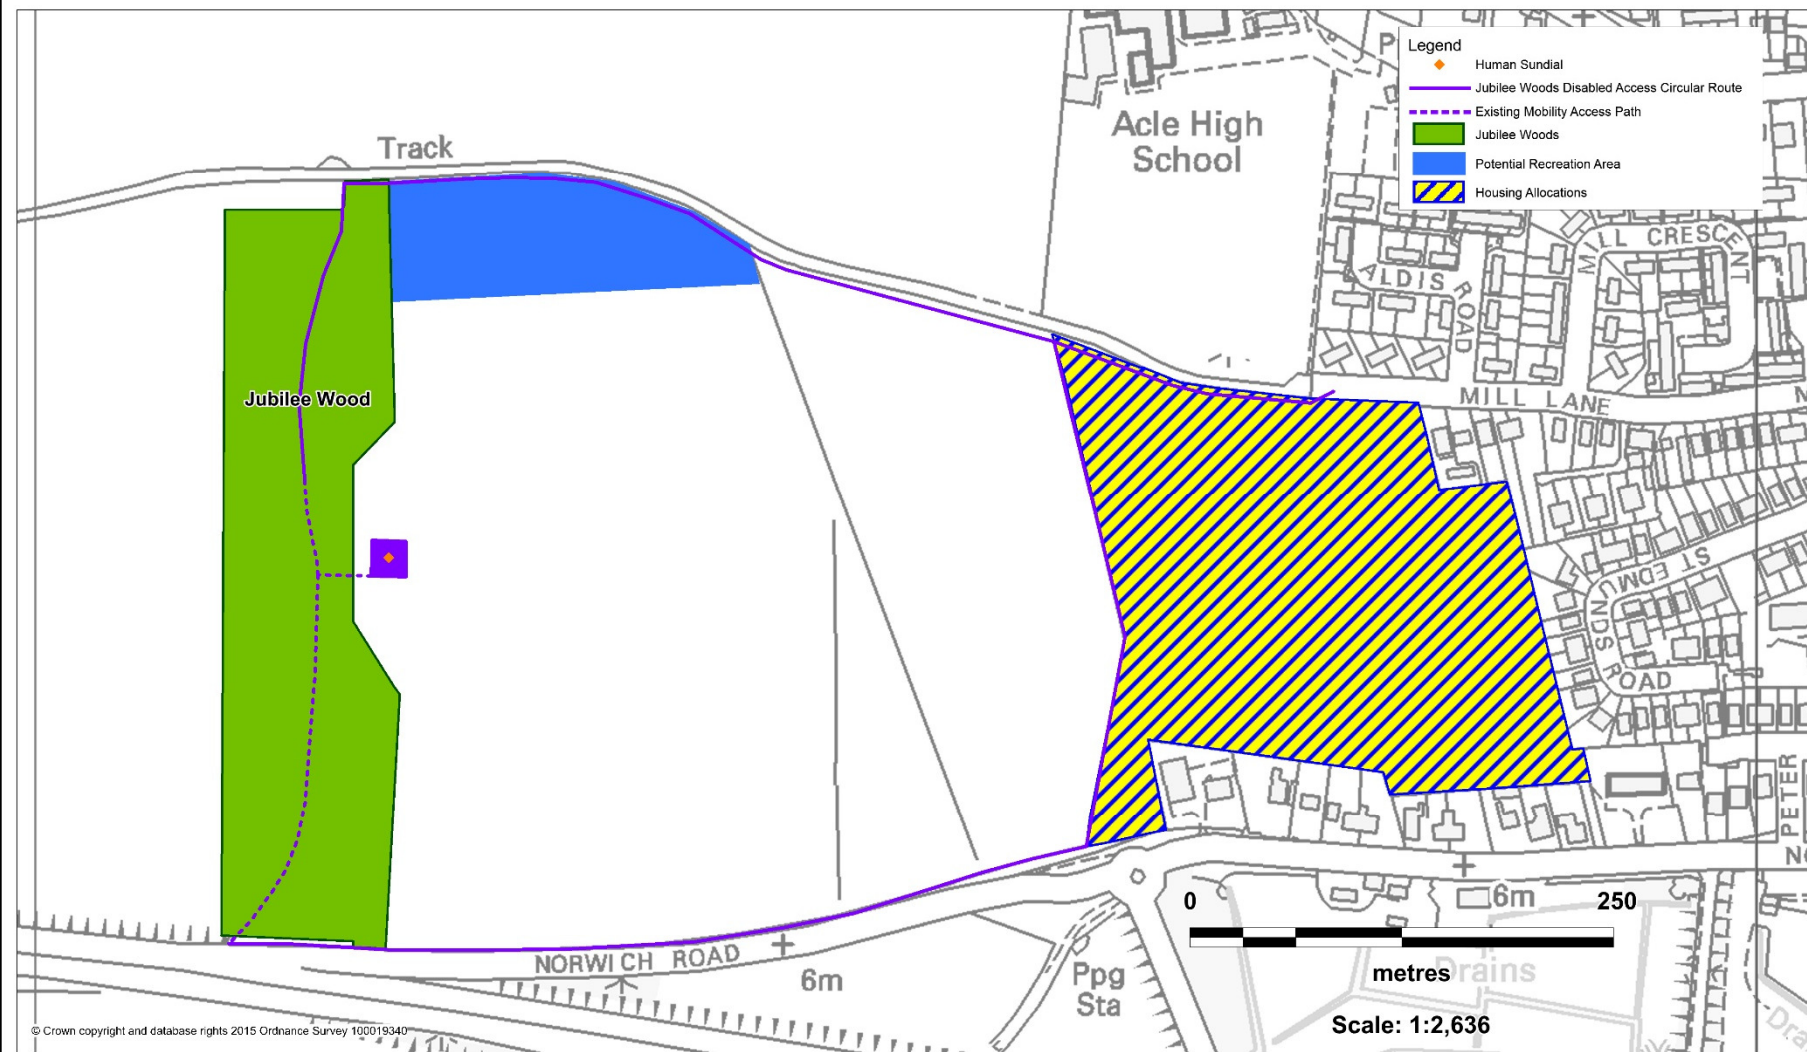 Legend
Human Sundial
Jubilee Woods Disabled Access Circular Route
Existing Mobility Access Path
Jubilee Woods
Potential Recreation Area
Housing Allocations
P
Track
Acle High
School
MILL CRESCENT
ALDIS ROAD
MILL LANE
N
Jubilee Wood
ST EDMUNDS ROAD
PETER
NO
NORWICH ROAD
6m
Ppg
Sta
0
250
6m
metres
Drains
Scale: 1:2,636
© Crown copyright and database rights 2015 Ordnance Survey 100019340